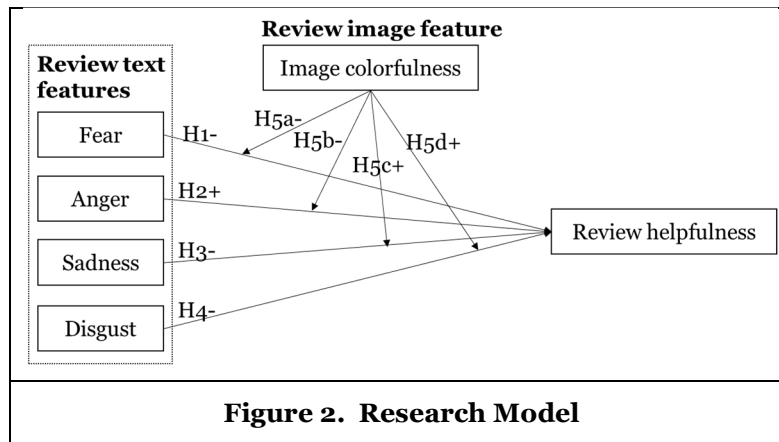 Review image feature
Image colorfulness
Review text
features
Fear
Anger
Sadness
Disgust
H1-
H2+
H3-
H4-
H5a-
H5b-
H5c+
H5d+
Review helpfulness
Figure 2. Research Model